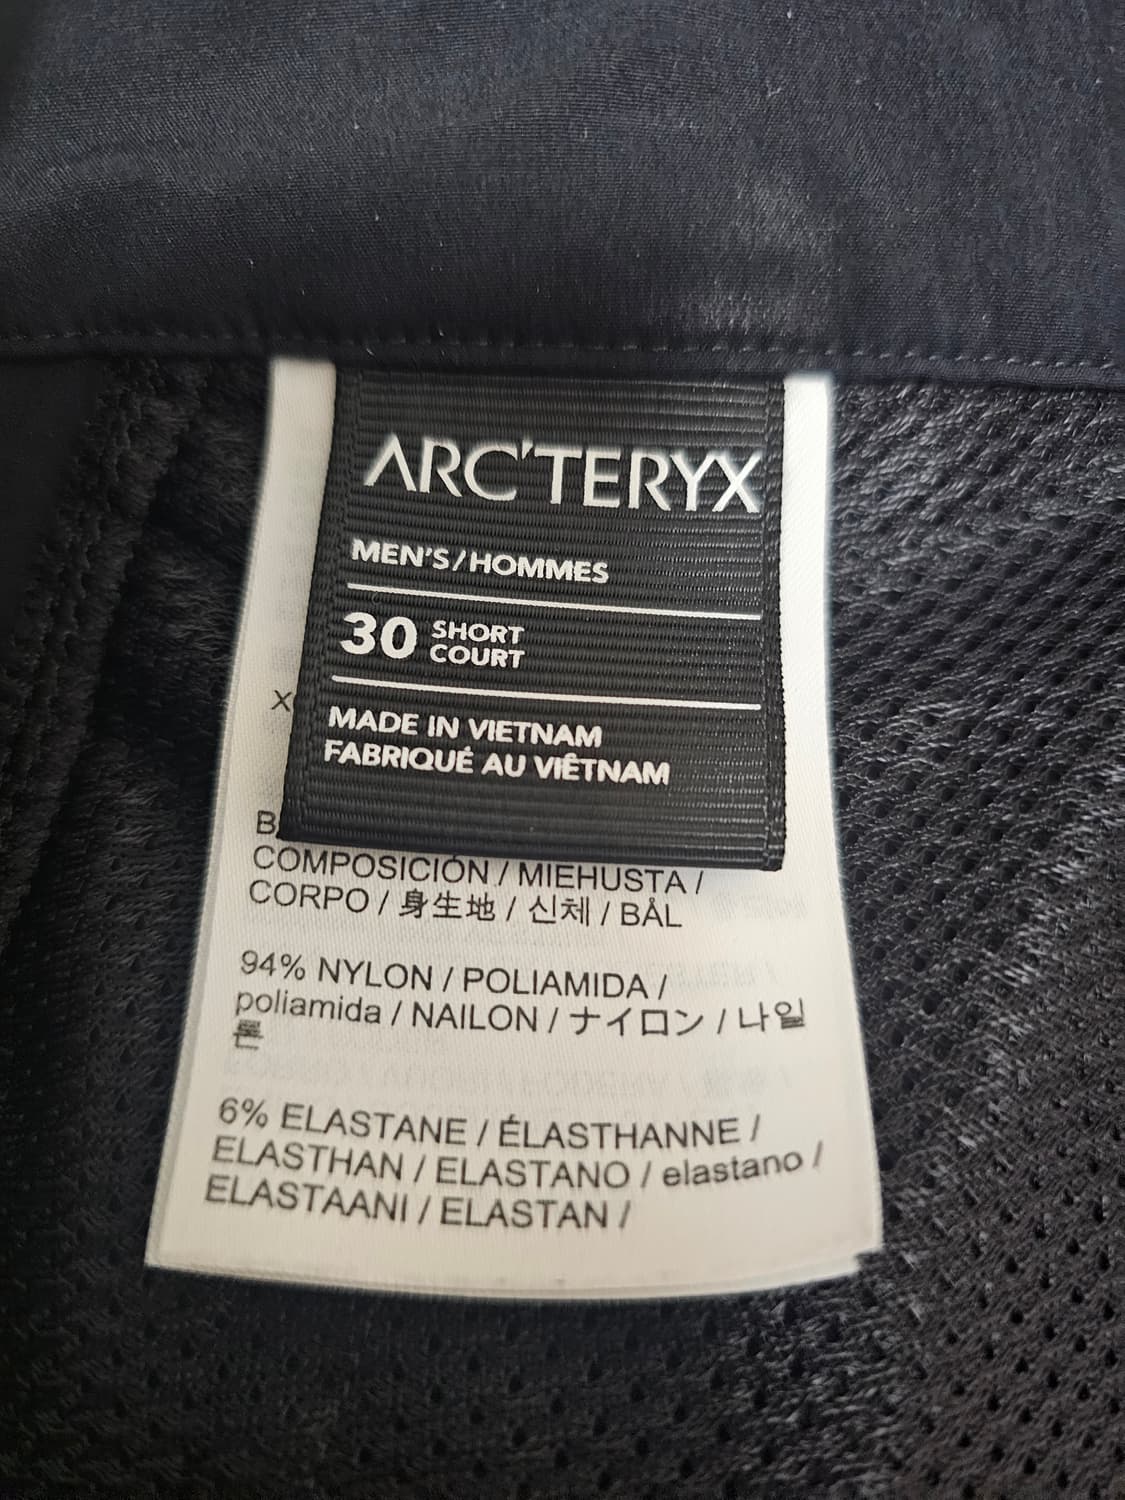 ARC'TERYX
MEN'S/HOMMES
30 SHORT
COURT
MADE IN VIETNAM
FABRIQUÉ AU VIÊTNAM
COMPOSICIÓN / MIEHUSTA /
CORPO / 身生地 / 신체 / BÅL
94% NYLON / POLIAMIDA /
poliamida / NAILON / ナイロン / 나일
론
6% ELASTANE / ÉLASTHANNE /
ELASTHAN / ELASTANO / elastano /
ELASTAANI / ELASTAN /